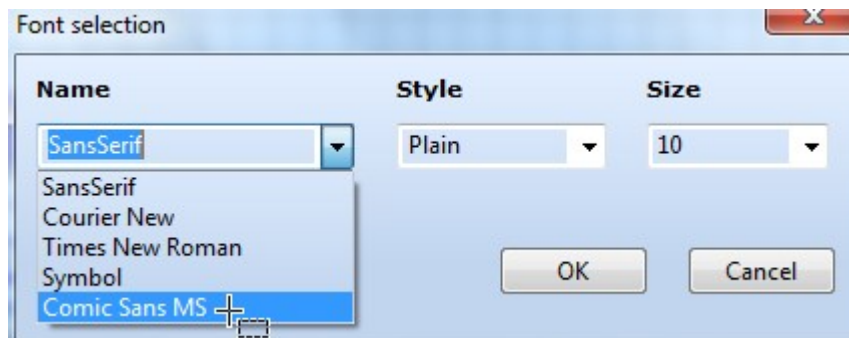 Font selection
Name Style Size
SansSerif Plain 10
SansSerif
Courier New
Times New Roman
Symbol
OK Cancel
Comic Sans MS